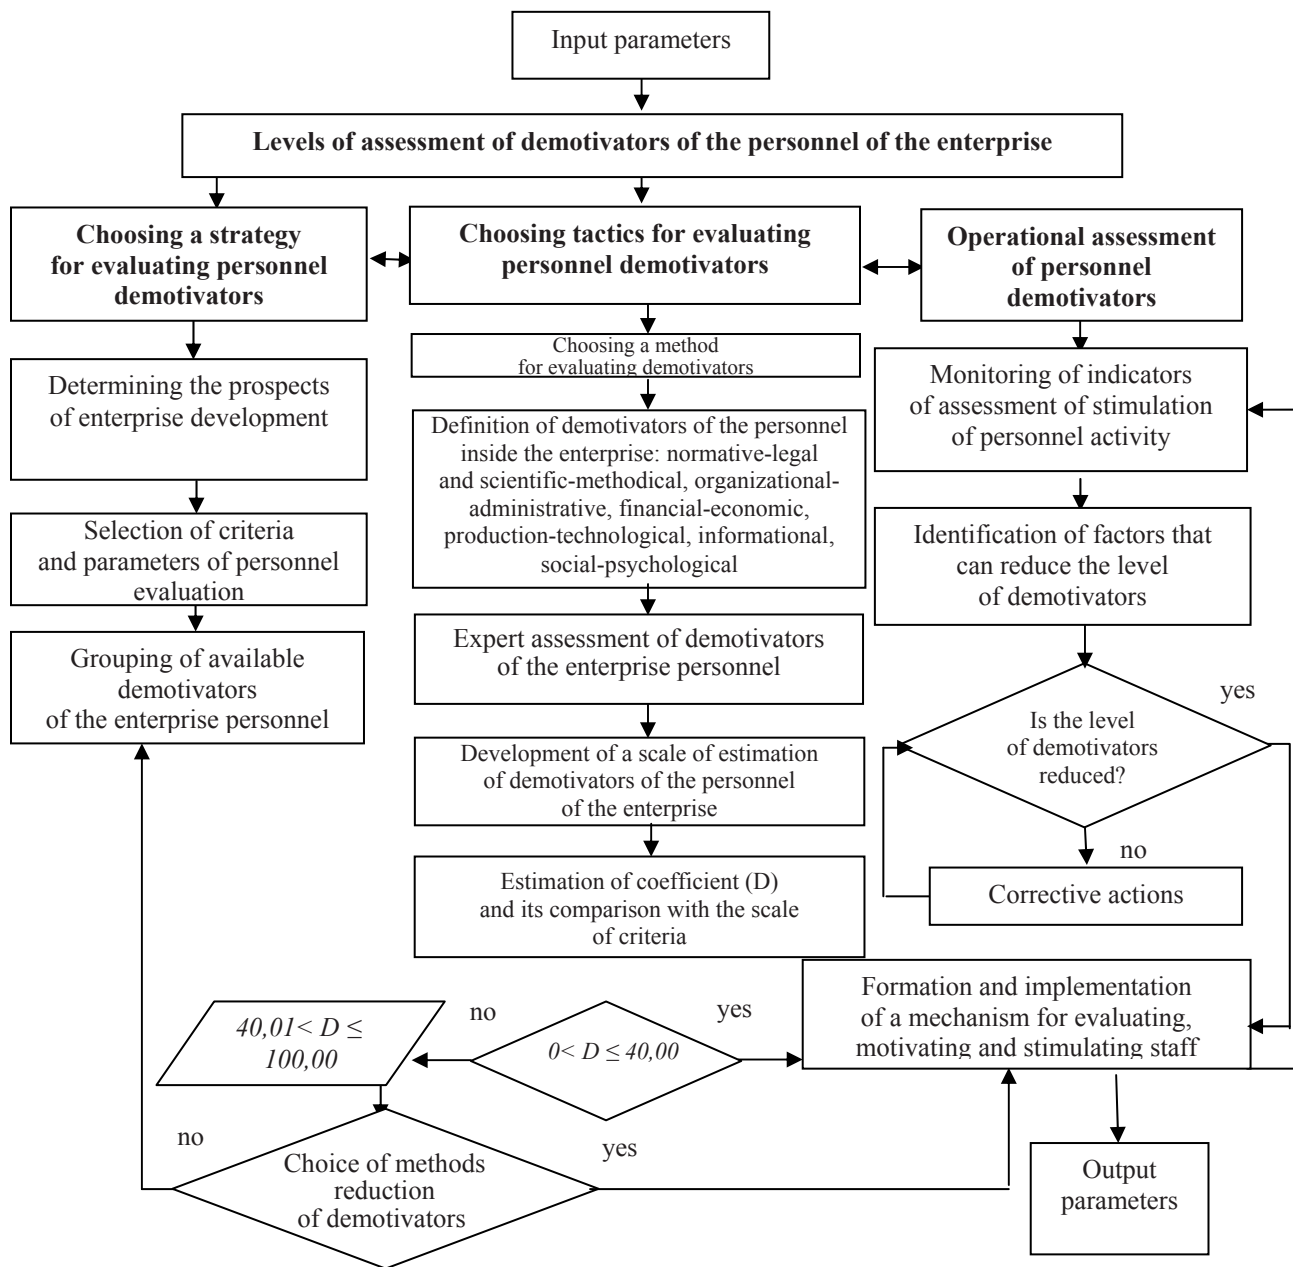 Input parameters
Levels of assessment of demotivators of the personnel of the enterprise
Choosing a strategy
for evaluating personnel
demotivators
Choosing tactics for evaluating
personnel demotivators
Operational assessment
of personnel
demotivators
Determining the prospects
of enterprise development
Selection of criteria
and parameters of personnel
evaluation
Grouping of available
demotivators
of the enterprise personnel
Choosing a method
for evaluating demotivators
Definition of demotivators of the personnel
inside the enterprise: normative-legal
and scientific-methodical, organizational-
administrative, financial-economic,
production-technological, informational,
social-psychological
Expert assessment of demotivators
of the enterprise personnel
Development of a scale of estimation
of demotivators of the personnel
of the enterprise
Estimation of coefficient (D)
and its comparison with the scale
of criteria
Monitoring of indicators
of assessment of stimulation
of personnel activity
Identification of factors that
can reduce the level
of demotivators
yes
Is the level
of demotivators
reduced?
no
Corrective actions
Formation and implementation
of a mechanism for evaluating,
motivating and stimulating staff
yes
no
0< D ≤ 40,00
40,01< D ≤
100,00
no
yes
Choice of methods
reduction
of demotivators
Output
parameters